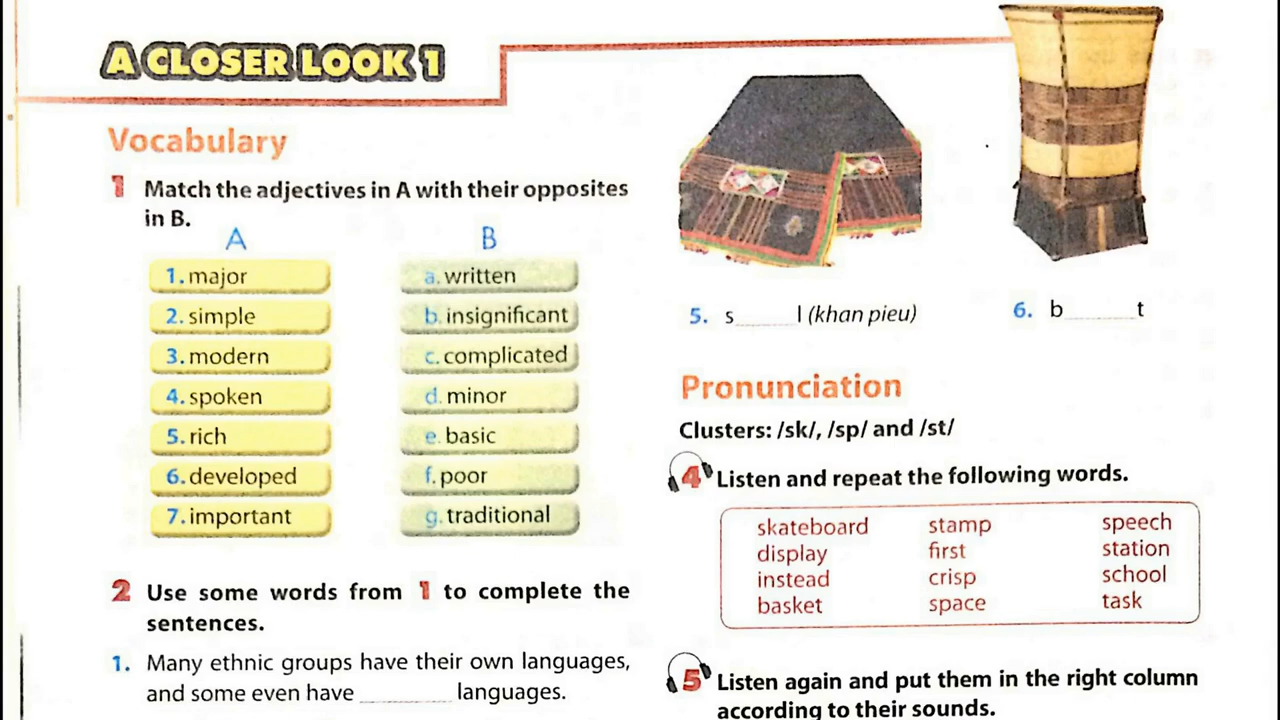 A CLOSER LOOK 1
Vocabulary
1 Match the adjectives in A with their opposites
in B.
A
1. major
2. simple
3. modern
4. spoken
5. rich
6. developed
7. important
B
a. written
b. insignificant
c. complicated
d. minor
e. basic
f. poor
g. traditional
2 Use some words from 1 to complete the
sentences.
1. Many ethnic groups have their own languages,
and some even have ________ languages.
5. s______l (khan pieu)
6. b______t
Pronunciation
Clusters: /sk/, /sp/ and /st/
4 Listen and repeat the following words.
skateboard stamp speech
display first station
instead crisp school
basket space task
5 Listen again and put them in the right column
according to their sounds.